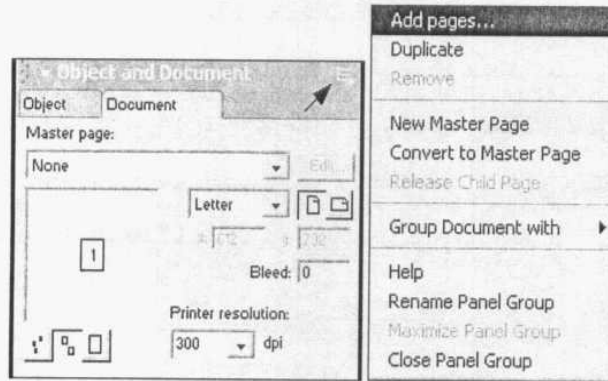 Object and Document
Object Document
Master page:
None Edit...
Letter
x: 612 y: 792
1
Bleed: 0
Printer resolution:
300 dpi
Add pages...
Duplicate
Remove
New Master Page
Convert to Master Page
Release Child Page
Group Document with
Help
Rename Panel Group
Maximize Panel Group
Close Panel Group